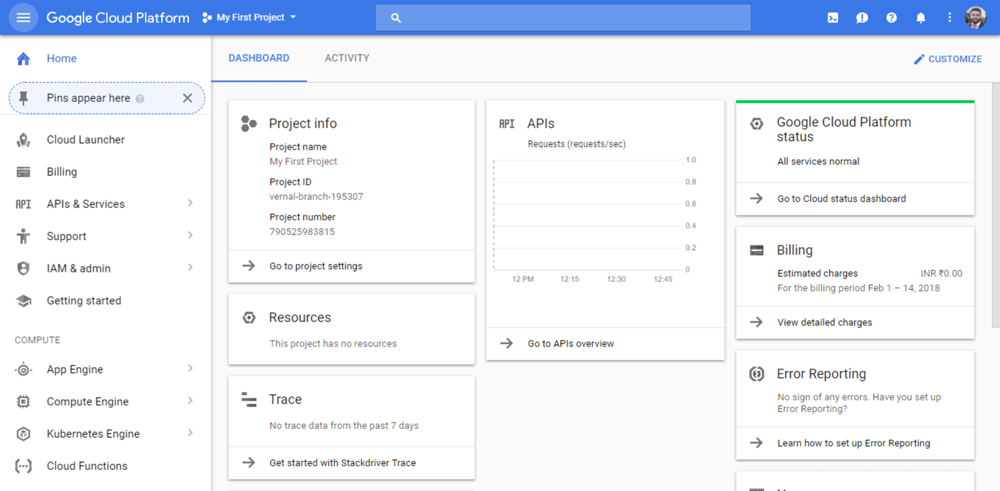 Google Cloud Platform
My First Project
Home
Pins appear here
Cloud Launcher
Billing
API APIs & Services
Support
IAM & admin
Getting started
COMPUTE
App Engine
Compute Engine
Kubernetes Engine
Cloud Functions
DASHBOARD
ACTIVITY
CUSTOMIZE
Project info
Project name
My First Project
Project ID
vernal-branch-195307
Project number
790525983815
Go to project settings
Resources
This project has no resources
Trace
No trace data from the past 7 days
Get started with Stackdriver Trace
API APIs
Requests (requests/sec)
1.0
0.8
0.6
0.4
0.2
0
12 PM 12:15 12:30 12:45
Go to APIs overview
Google Cloud Platform
status
All services normal
Go to Cloud status dashboard
Billing
Estimated charges INR ₹0.00
For the billing period Feb 1 – 14, 2018
View detailed charges
Error Reporting
No sign of any errors. Have you set up
Error Reporting?
Learn how to set up Error Reporting